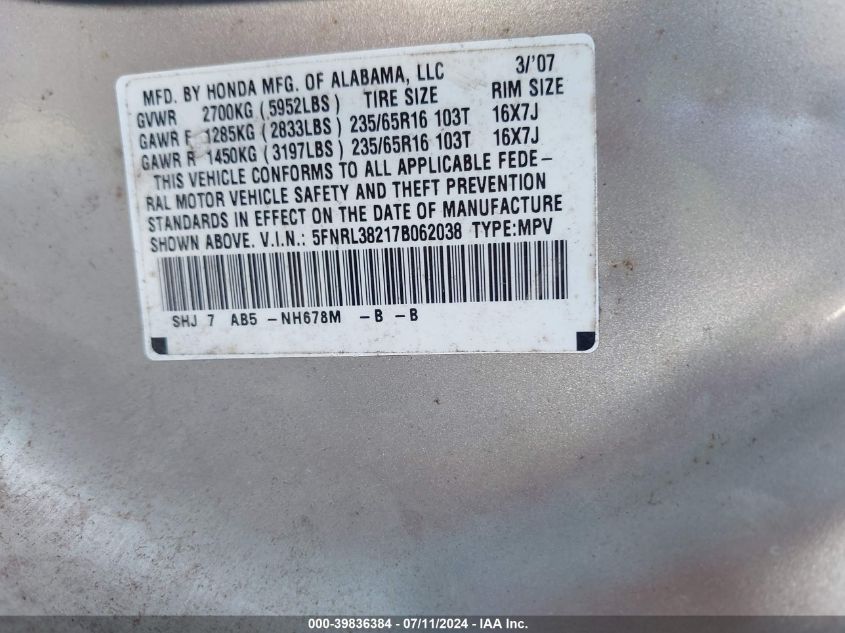 MFD. BY HONDA MFG. OF ALABAMA, LLC 3/'07
GVWR 2700KG (5952LBS) TIRE SIZE RIM SIZE
GAWR F 1285KG (2833LBS) 235/65R16 103T 16X7J
GAWR R 1450KG (3197LBS) 235/65R16 103T 16X7J
THIS VEHICLE CONFORMS TO ALL APPLICABLE FEDE-
RAL MOTOR VEHICLE SAFETY AND THEFT PREVENTION
STANDARDS IN EFFECT ON THE DATE OF MANUFACTURE
SHOWN ABOVE. V.I.N.: 5FNRL38217B062038 TYPE:MPV
SHJ 7 AB5 -NH678M -B -B
000-39836384 / 07/11/2024 - IAA Inc.